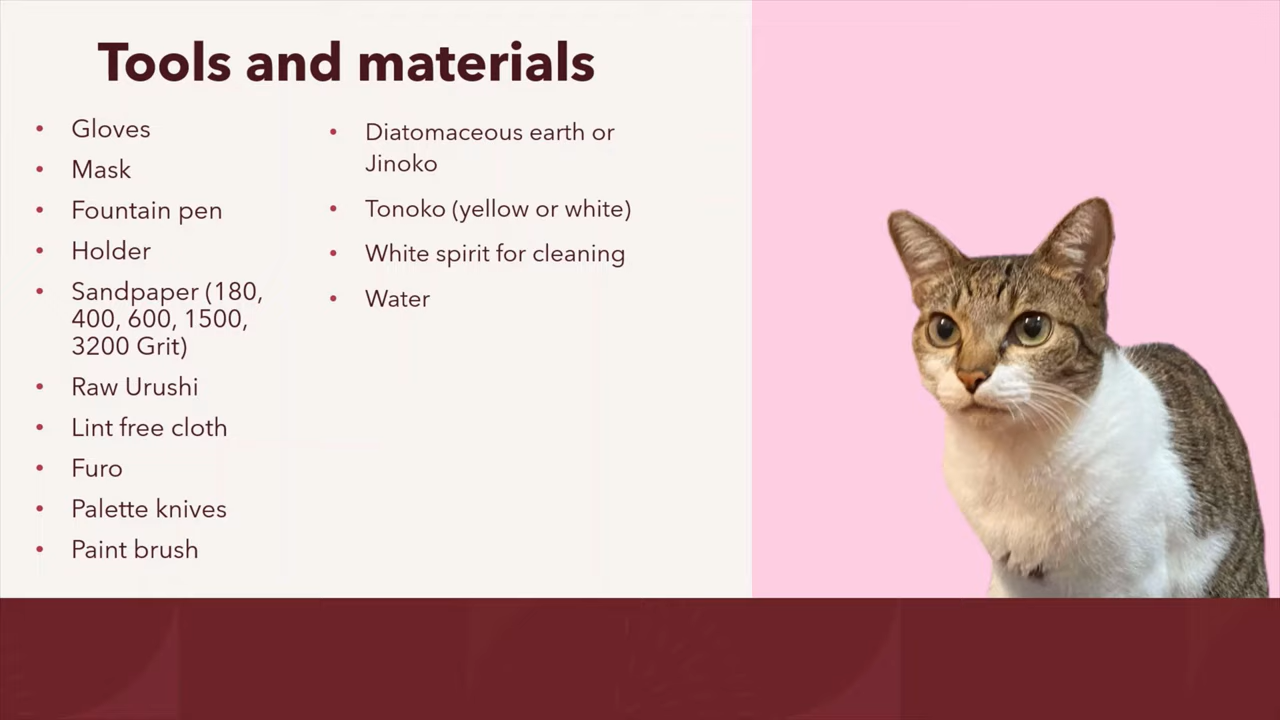 Tools and materials
Gloves
Mask
Fountain pen
Holder
Sandpaper (180,
400, 600, 1500,
3200 Grit)
Raw Urushi
Lint free cloth
Furo
Palette knives
Paint brush
Diatomaceous earth or
Jinoko
Tonoko (yellow or white)
White spirit for cleaning
Water